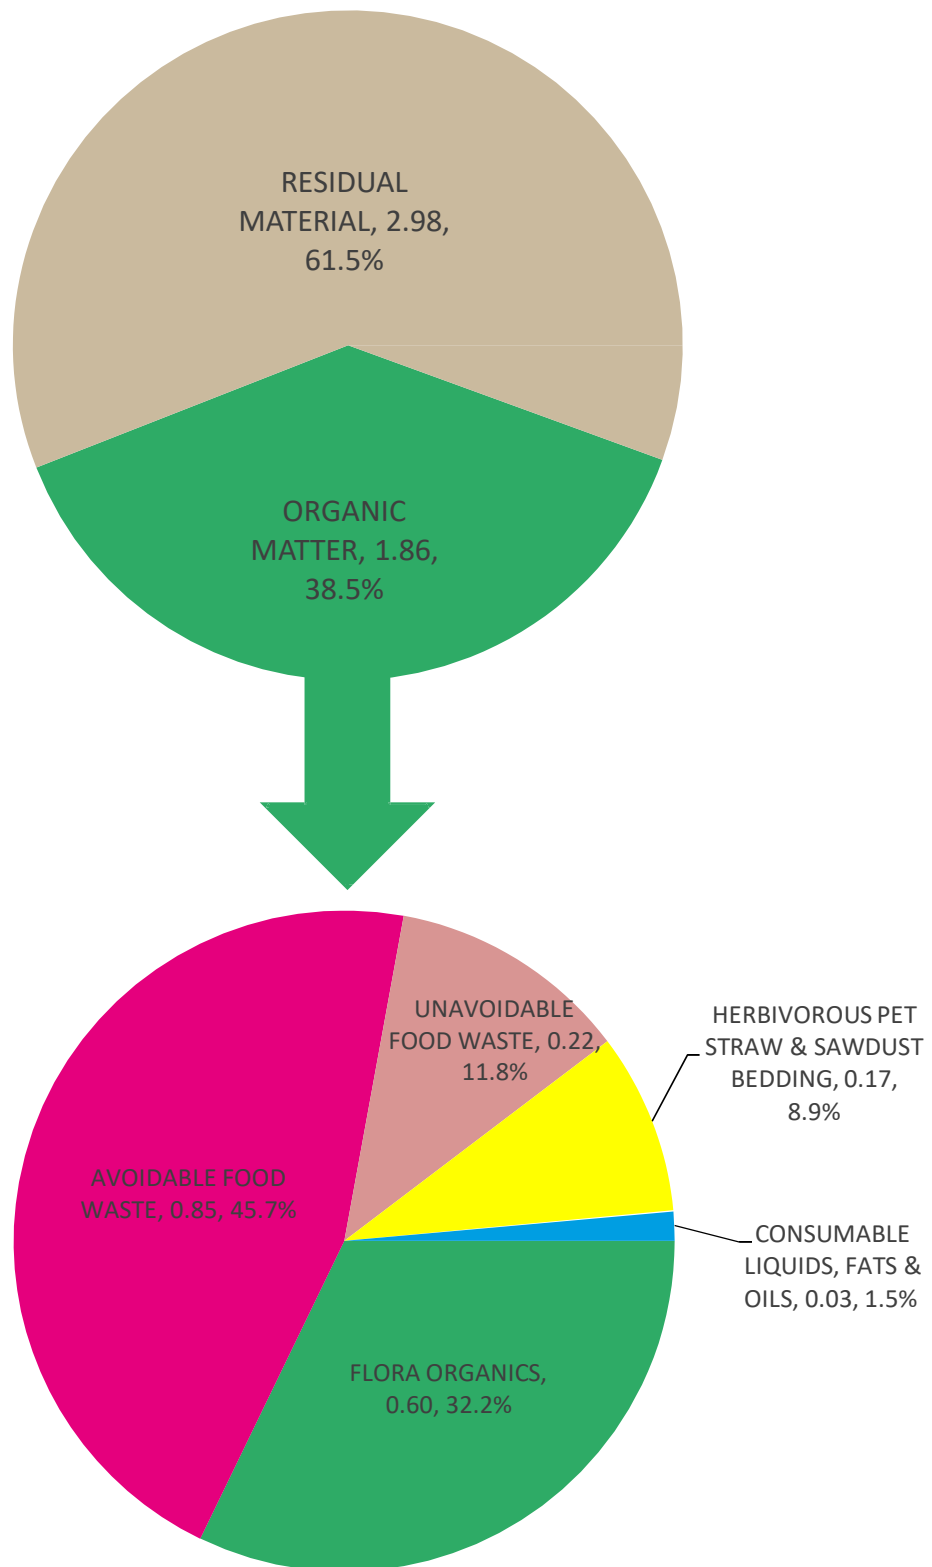 RESIDUAL
MATERIAL, 2.98,
61.5%
ORGANIC
MATTER, 1.86,
38.5%
UNAVOIDABLE
FOOD WASTE, 0.22,
11.8%
HERBIVOROUS PET
STRAW & SAWDUST
BEDDING, 0.17,
8.9%
AVOIDABLE FOOD
WASTE, 0.85, 45.7%
CONSUMABLE
LIQUIDS, FATS &
OILS, 0.03, 1.5%
FLORA ORGANICS,
0.60, 32.2%